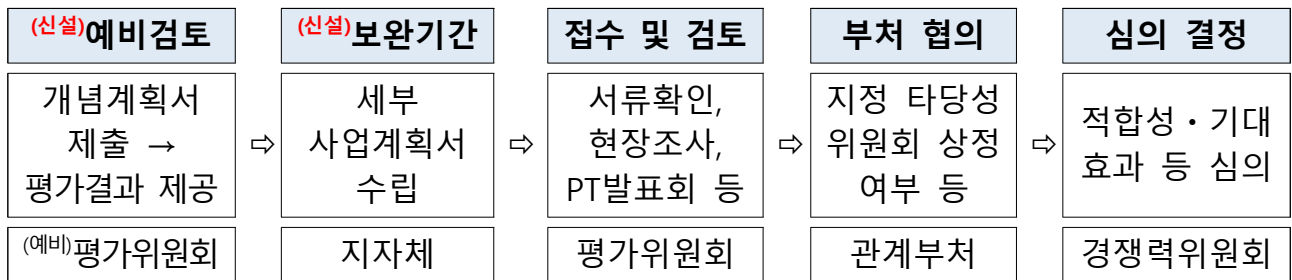 (신설)예비검토
개념계획서
제출 →
평가결과 제공
(예비)평가위원회
⇨
(신설)보완기간
세부
사업계획서
수립
지자체
⇨
접수 및 검토
서류확인,
현장조사,
PT발표회 등
평가위원회
⇨
부처 협의
지정 타당성
위원회 상정
여부 등
관계부처
⇨
심의 결정
적합성・기대
효과 등 심의
경쟁력위원회